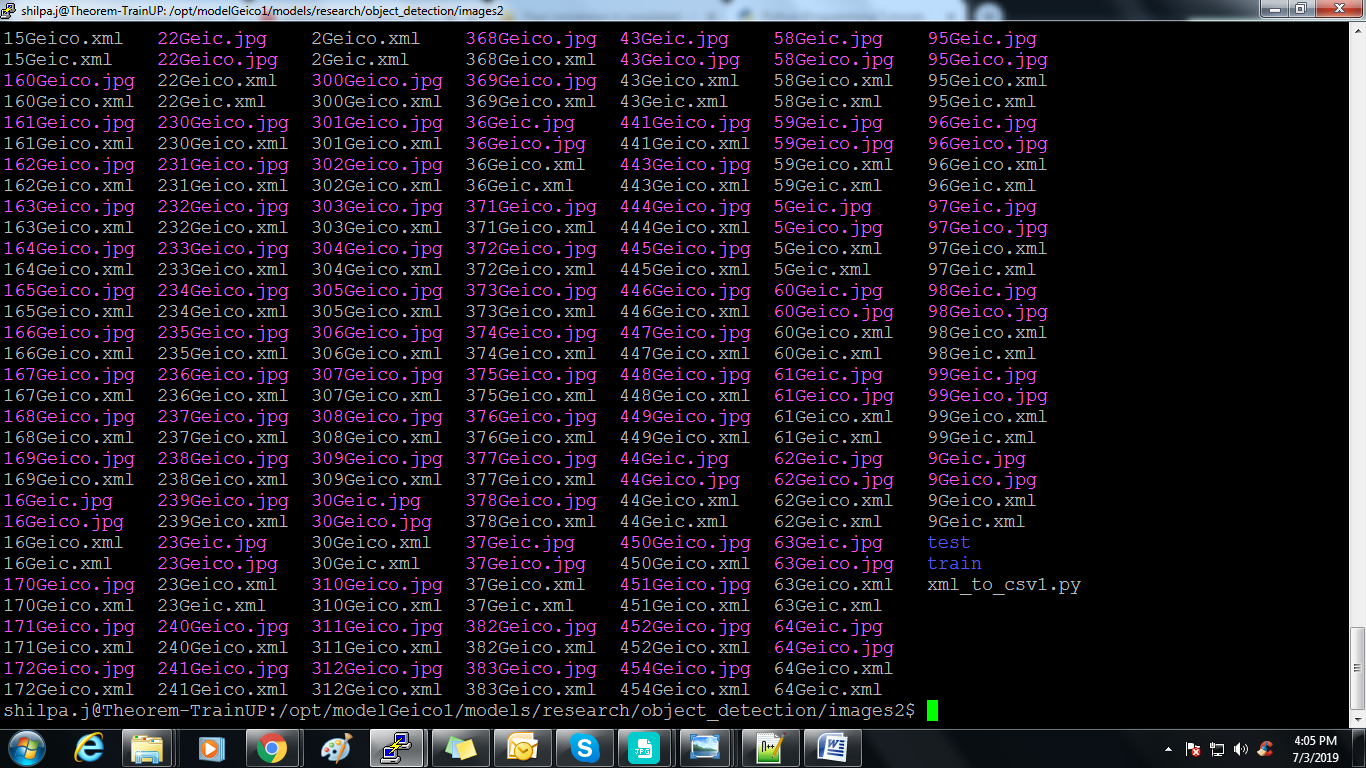 shilpa.j@Theorem-TrainUP: /opt/modelGeico1/models/research/object_detection/images2
15Geico.xml 22Geic.jpg 2Geico.xml 368Geico.jpg 43Geic.jpg 58Geic.jpg 95Geic.jpg
15Geic.xml 22Geico.jpg 2Geic.xml 368Geico.xml 43Geico.jpg 58Geico.jpg 95Geico.jpg
160Geico.jpg 22Geico.xml 300Geico.jpg 369Geico.jpg 43Geico.xml 58Geico.xml 95Geico.xml
160Geico.xml 22Geic.xml 300Geico.xml 369Geico.xml 43Geic.xml 58Geic.xml 95Geic.xml
161Geico.jpg 230Geico.jpg 301Geico.jpg 36Geic.jpg 441Geico.jpg 59Geic.jpg 96Geic.jpg
161Geico.xml 230Geico.xml 301Geico.xml 36Geico.jpg 441Geico.xml 59Geico.jpg 96Geico.jpg
162Geico.jpg 231Geico.jpg 302Geico.jpg 36Geico.xml 443Geico.jpg 59Geico.xml 96Geico.xml
162Geico.xml 231Geico.xml 302Geico.xml 36Geic.xml 443Geico.xml 59Geic.xml 96Geic.xml
163Geico.jpg 232Geico.jpg 303Geico.jpg 371Geico.jpg 444Geico.jpg 5Geic.jpg 97Geic.jpg
163Geico.xml 232Geico.xml 303Geico.xml 371Geico.xml 444Geico.xml 5Geico.jpg 97Geico.jpg
164Geico.jpg 233Geico.jpg 304Geico.jpg 372Geico.jpg 445Geico.jpg 5Geico.xml 97Geico.xml
164Geico.xml 233Geico.xml 304Geico.xml 372Geico.xml 445Geico.xml 5Geic.xml 97Geic.xml
165Geico.jpg 234Geico.jpg 305Geico.jpg 373Geico.jpg 446Geico.jpg 60Geic.jpg 98Geic.jpg
165Geico.xml 234Geico.xml 305Geico.xml 373Geico.xml 446Geico.xml 60Geico.jpg 98Geico.jpg
166Geico.jpg 235Geico.jpg 306Geico.jpg 374Geico.jpg 447Geico.jpg 60Geico.xml 98Geico.xml
166Geico.xml 235Geico.xml 306Geico.xml 374Geico.xml 447Geico.xml 60Geic.xml 98Geic.xml
167Geico.jpg 236Geico.jpg 307Geico.jpg 375Geico.jpg 448Geico.jpg 61Geic.jpg 99Geic.jpg
167Geico.xml 236Geico.xml 307Geico.xml 375Geico.xml 448Geico.xml 61Geico.jpg 99Geico.jpg
168Geico.jpg 237Geico.jpg 308Geico.jpg 376Geico.jpg 449Geico.jpg 61Geico.xml 99Geico.xml
168Geico.xml 237Geico.xml 308Geico.xml 376Geico.xml 449Geico.xml 61Geic.xml 99Geic.xml
169Geico.jpg 238Geico.jpg 309Geico.jpg 377Geico.jpg 44Geic.jpg 62Geic.jpg 9Geic.jpg
169Geico.xml 238Geico.xml 309Geico.xml 377Geico.xml 44Geico.jpg 62Geico.jpg 9Geico.jpg
16Geic.jpg 239Geico.jpg 30Geic.jpg 378Geico.jpg 44Geico.xml 62Geico.xml 9Geico.xml
16Geico.jpg 239Geico.xml 30Geico.jpg 378Geico.xml 44Geic.xml 62Geic.xml 9Geic.xml
16Geico.xml 23Geic.jpg 30Geico.xml 37Geic.jpg 450Geico.jpg 63Geic.jpg test
16Geic.xml 23Geico.jpg 30Geic.xml 37Geico.jpg 450Geico.xml 63Geico.jpg train
170Geico.jpg 23Geico.xml 310Geico.jpg 37Geico.xml 451Geico.jpg 63Geico.xml xml_to_csv1.py
170Geico.xml 23Geic.xml 310Geico.xml 37Geic.xml 451Geico.xml 63Geic.xml
171Geico.jpg 240Geico.jpg 311Geico.jpg 382Geico.jpg 452Geico.jpg 64Geic.jpg
171Geico.xml 240Geico.xml 311Geico.xml 382Geico.xml 452Geico.xml 64Geico.jpg
172Geico.jpg 241Geico.jpg 312Geico.jpg 383Geico.jpg 454Geico.jpg 64Geico.xml
172Geico.xml 241Geico.xml 312Geico.xml 383Geico.xml 454Geico.xml 64Geic.xml
shilpa.j@Theorem-TrainUP:/opt/modelGeico1/models/research/object_detection/images2$
JPG
4:05 PM
7/3/2019